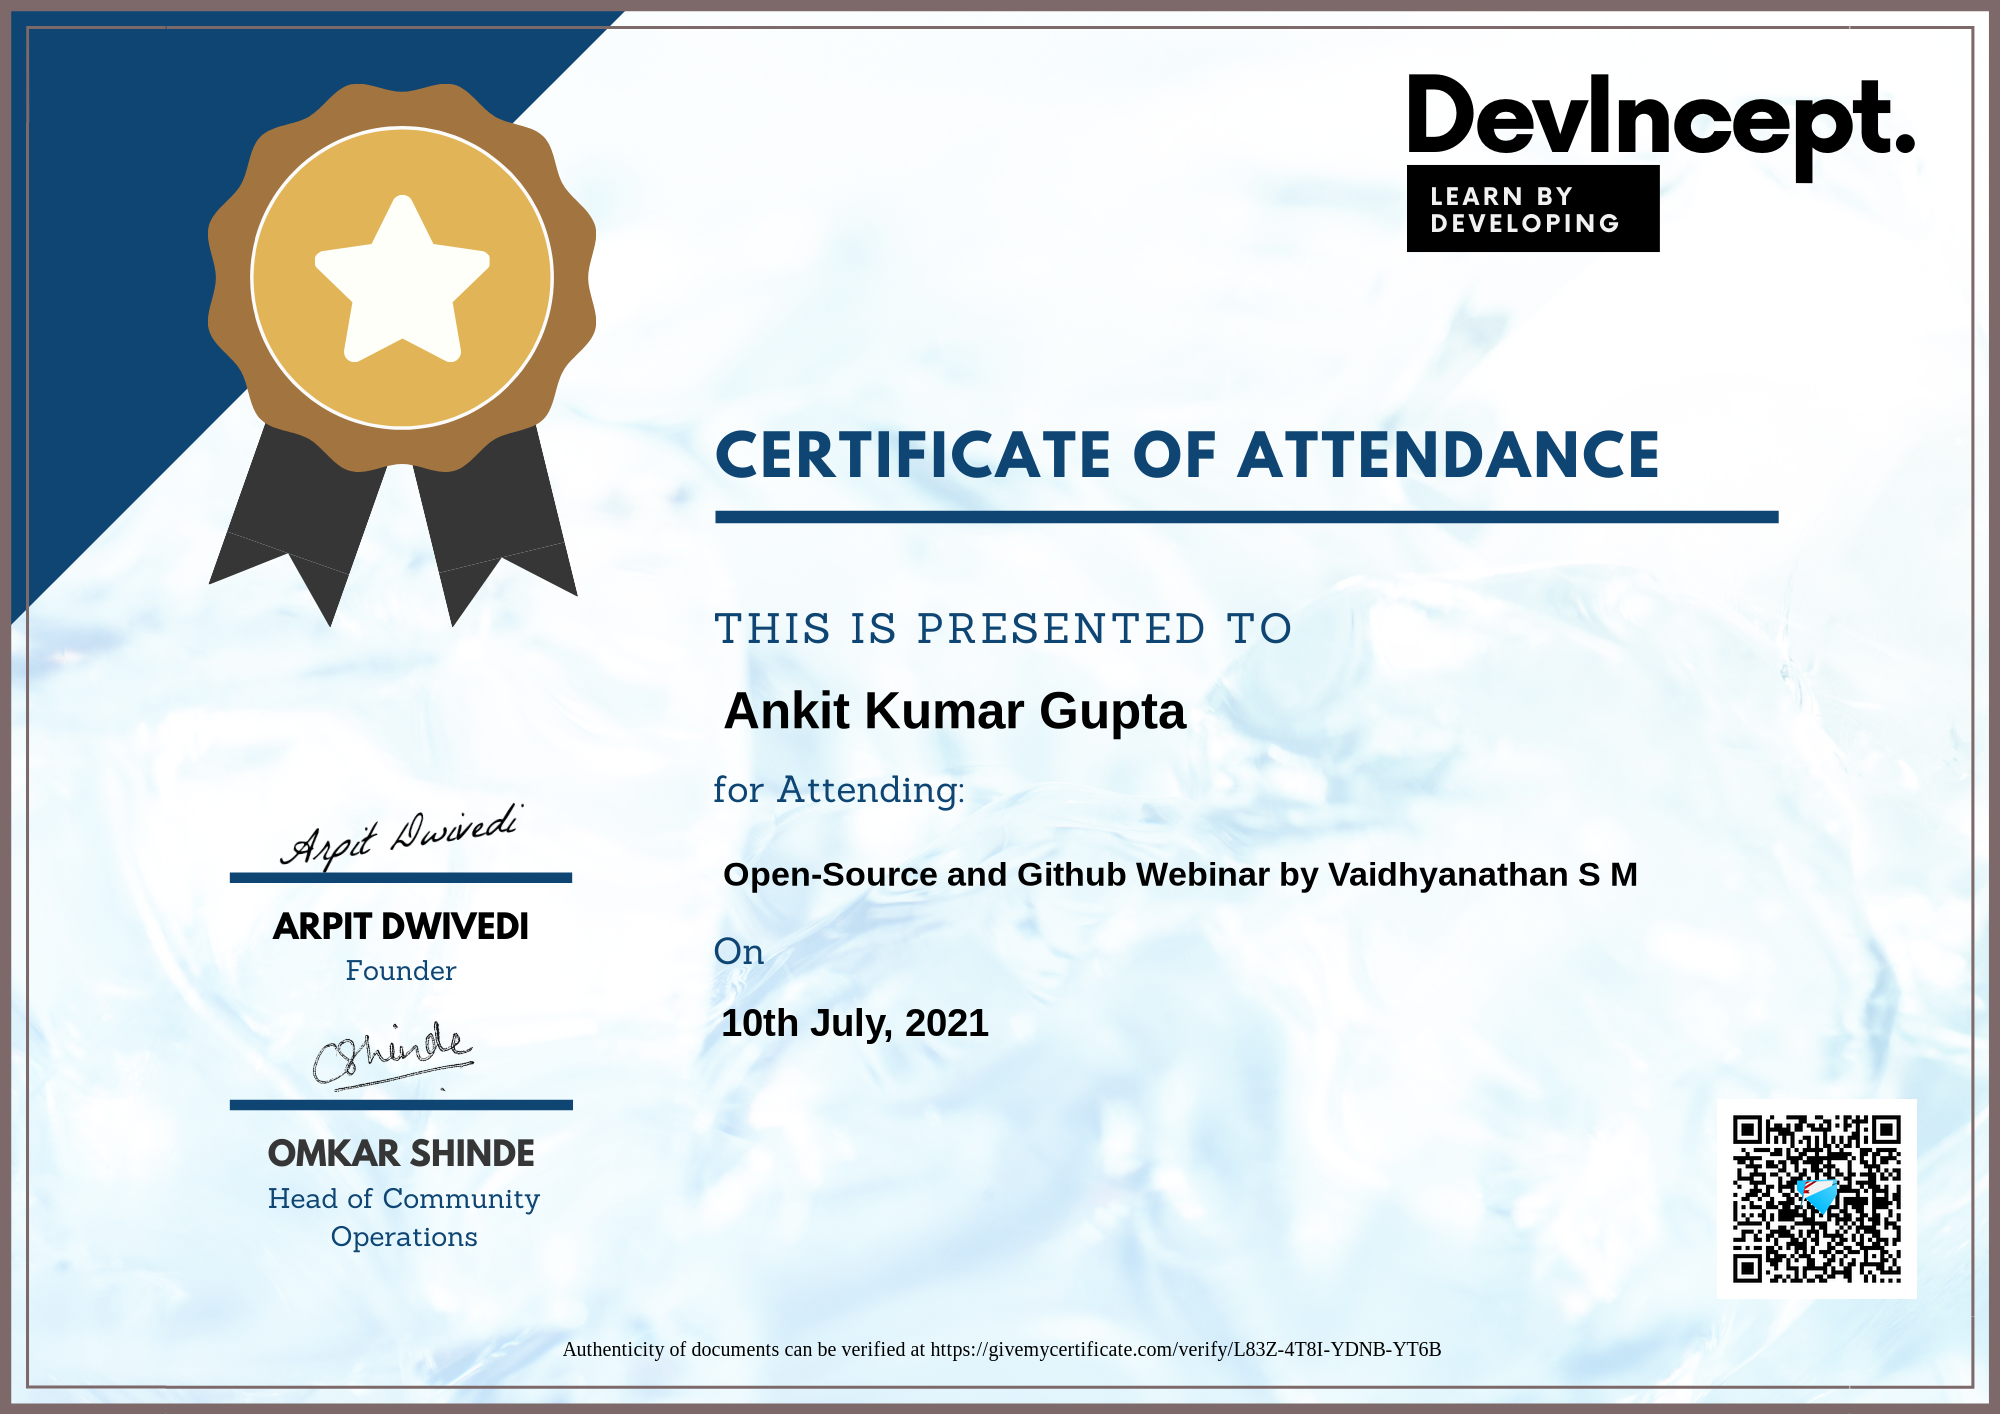 DevIncept.
LEARN BY
DEVELOPING
CERTIFICATE OF ATTENDANCE
THIS IS PRESENTED TO
Ankit Kumar Gupta
for Attending:
Open-Source and Github Webinar by Vaidhyanathan S M
On
10th July, 2021
Arpit Dwivedi
ARPIT DWIVEDI
Founder
OShinde
OMKAR SHINDE
Head of Community
Operations
Authenticity of documents can be verified at https://givemycertificate.com/verify/L83Z-4T8I-YDNB-YT6B